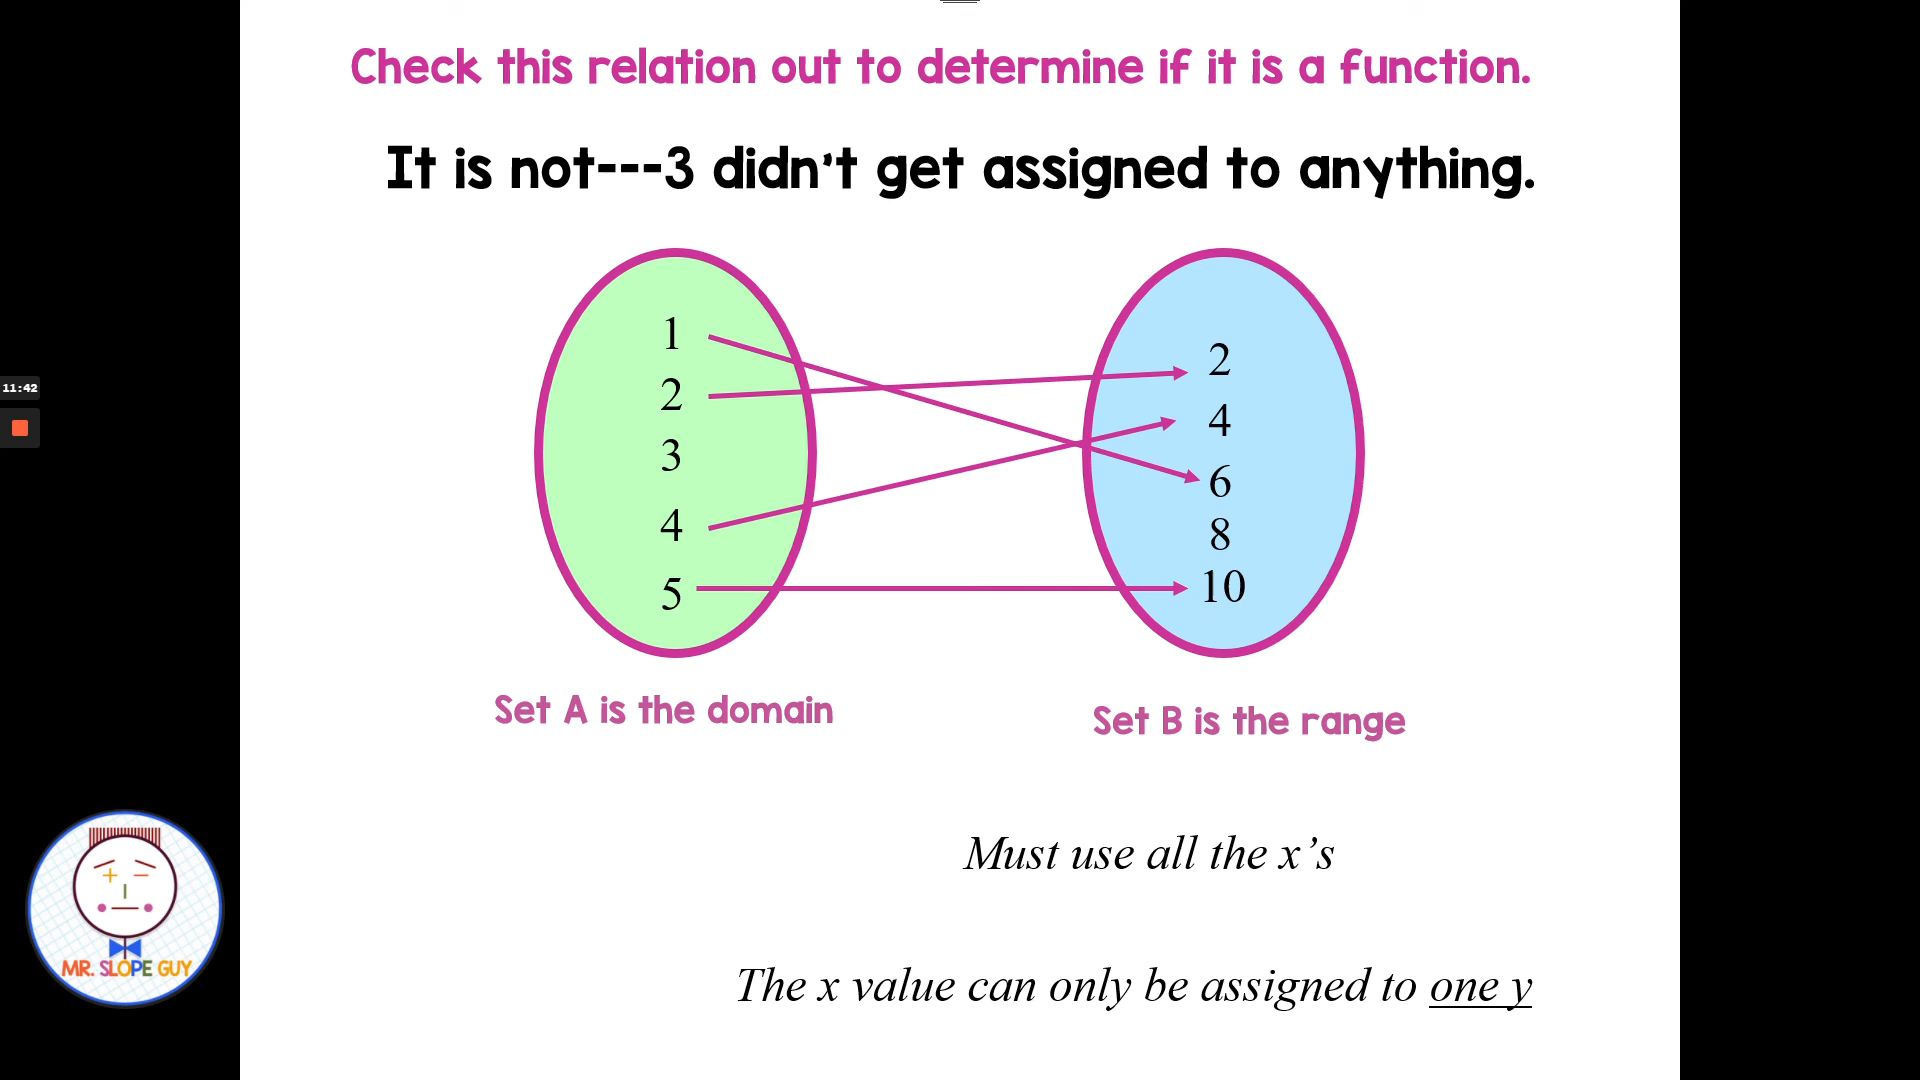 Check this relation out to determine if it is a function.
It is not---3 didn't get assigned to anything.
1
2
3
4
5
2
4
6
8
10
Set A is the domain
Set B is the range
Must use all the x’s
The x value can only be assigned to one y
11:42
MR. SLOPE GUY